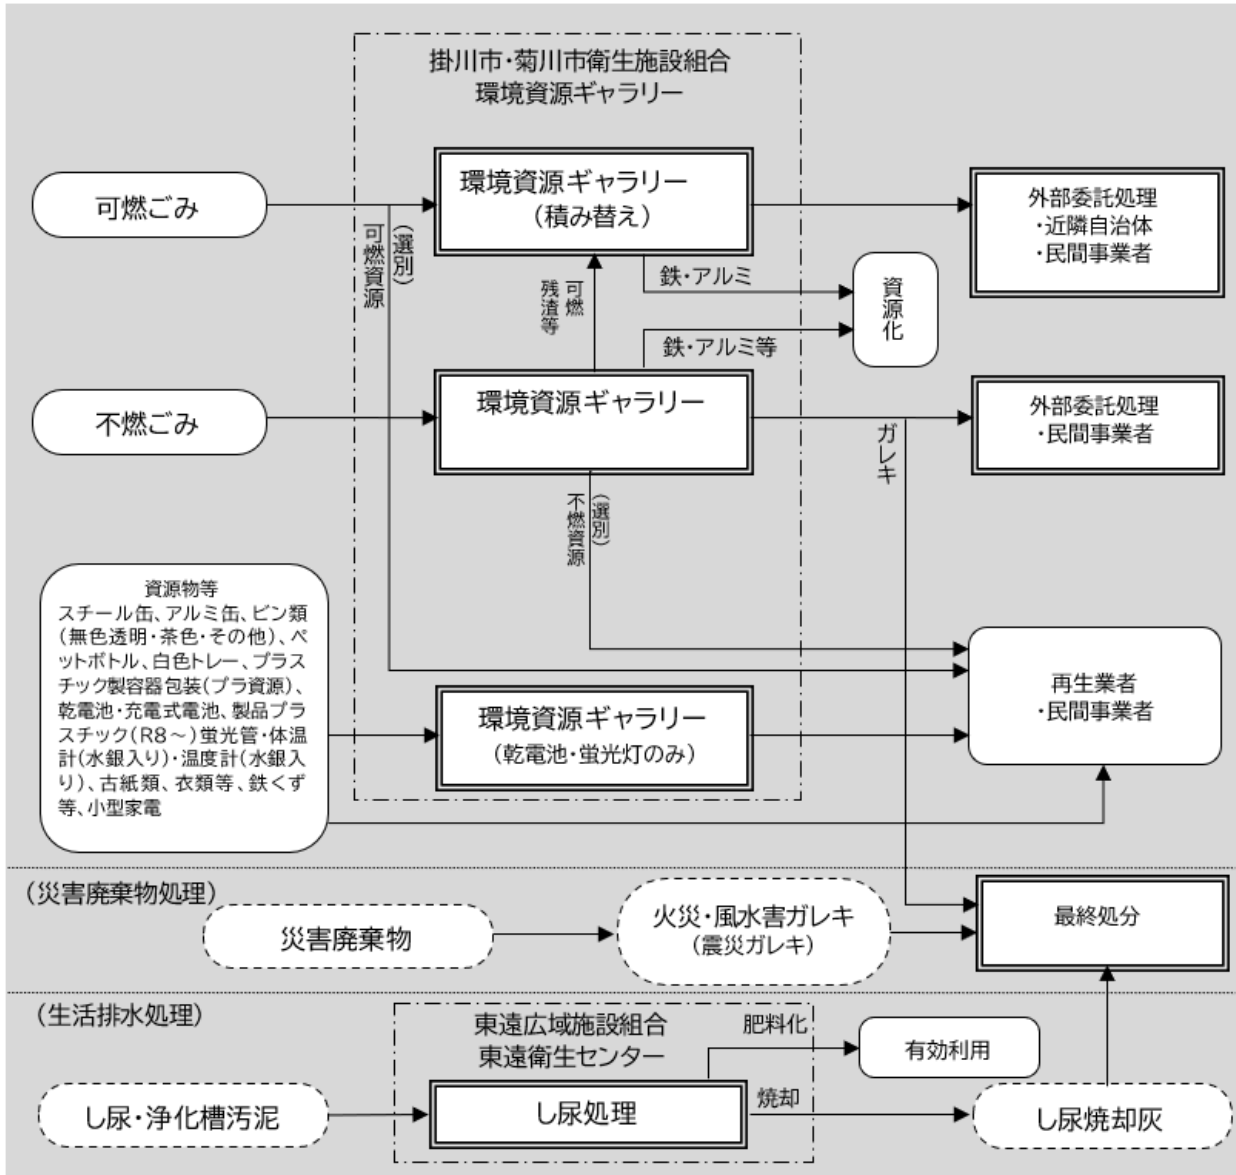 掛川市・菊川市衛生施設組合
環境資源ギャラリー
可燃ごみ
(選別)
可燃資源
環境資源ギャラリー
(積み替え)
外部委託処理
・近隣自治体
・民間事業者
可燃
残渣等
鉄・アルミ
資源化
鉄・アルミ等
不燃ごみ
環境資源ギャラリー
ガレキ
外部委託処理
・民間事業者
(選別)
不燃資源
資源物等
スチール缶、アルミ缶、ビン類
(無色透明・茶色・その他)、ペ
ットボトル、白色トレー、プラス
チック製容器包装(プラ資源)、
乾電池・充電式電池、製品プラ
スチック(R8～)蛍光管・体温
計(水銀入り)・温度計(水銀入
り)、古紙類、衣類等、鉄くず
等、小型家電
環境資源ギャラリー
(乾電池・蛍光灯のみ)
再生業者
・民間事業者
(災害廃棄物処理)
災害廃棄物
火災・風水害ガレキ
(震災ガレキ)
最終処分
(生活排水処理)
東遠広域施設組合
東遠衛生センター
肥料化
有効利用
し尿・浄化槽汚泥
し尿処理
焼却
し尿焼却灰